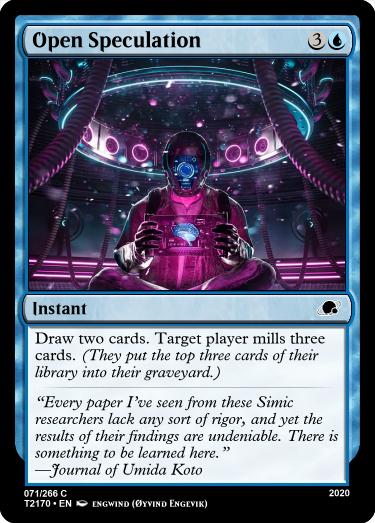 Open Speculation 3
Instant
Draw two cards. Target player mills three
cards. (They put the top three cards of their
library into their graveyard.)
“Every paper I’ve seen from these Simic
researchers lack any sort of rigor, and yet the
results of their findings are undeniable. There is
something to be learned here.”
—Journal of Umida Koto
071/266 C 2020
T2170 • EN ENGWIND (ØYVIND ENGEVIK)